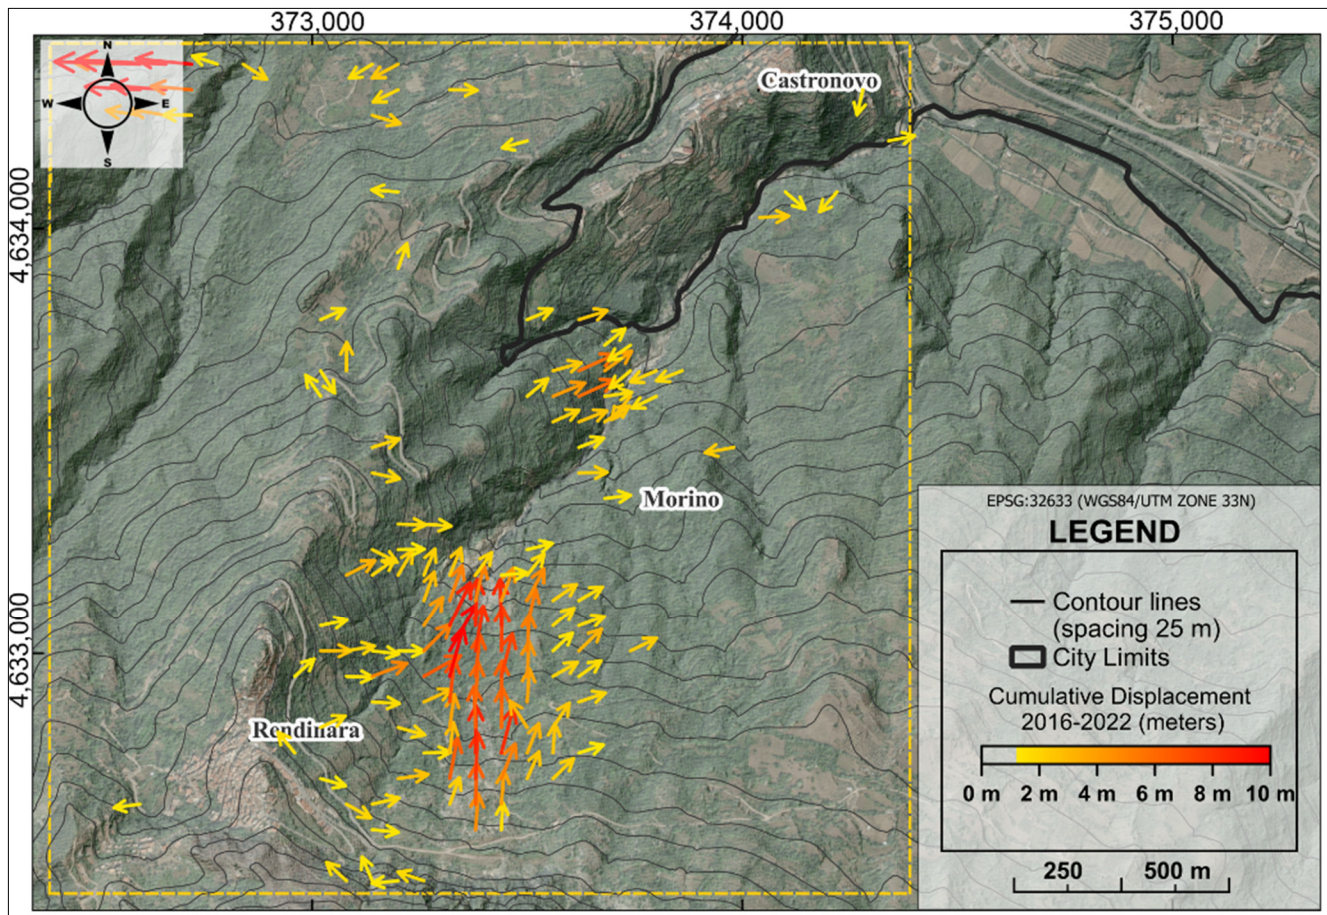 373,000
374,000
375,000
N
W
E
S
Castronovo
4,634,000
Morino
4,633,000
Rendinara
EPSG:32633 (WGS84/UTM ZONE 33N)
LEGEND
Contour lines
(spacing 25 m)
City Limits
Cumulative Displacement
2016-2022 (meters)
0 m 2 m 4 m 6 m 8 m 10 m
250 500 m